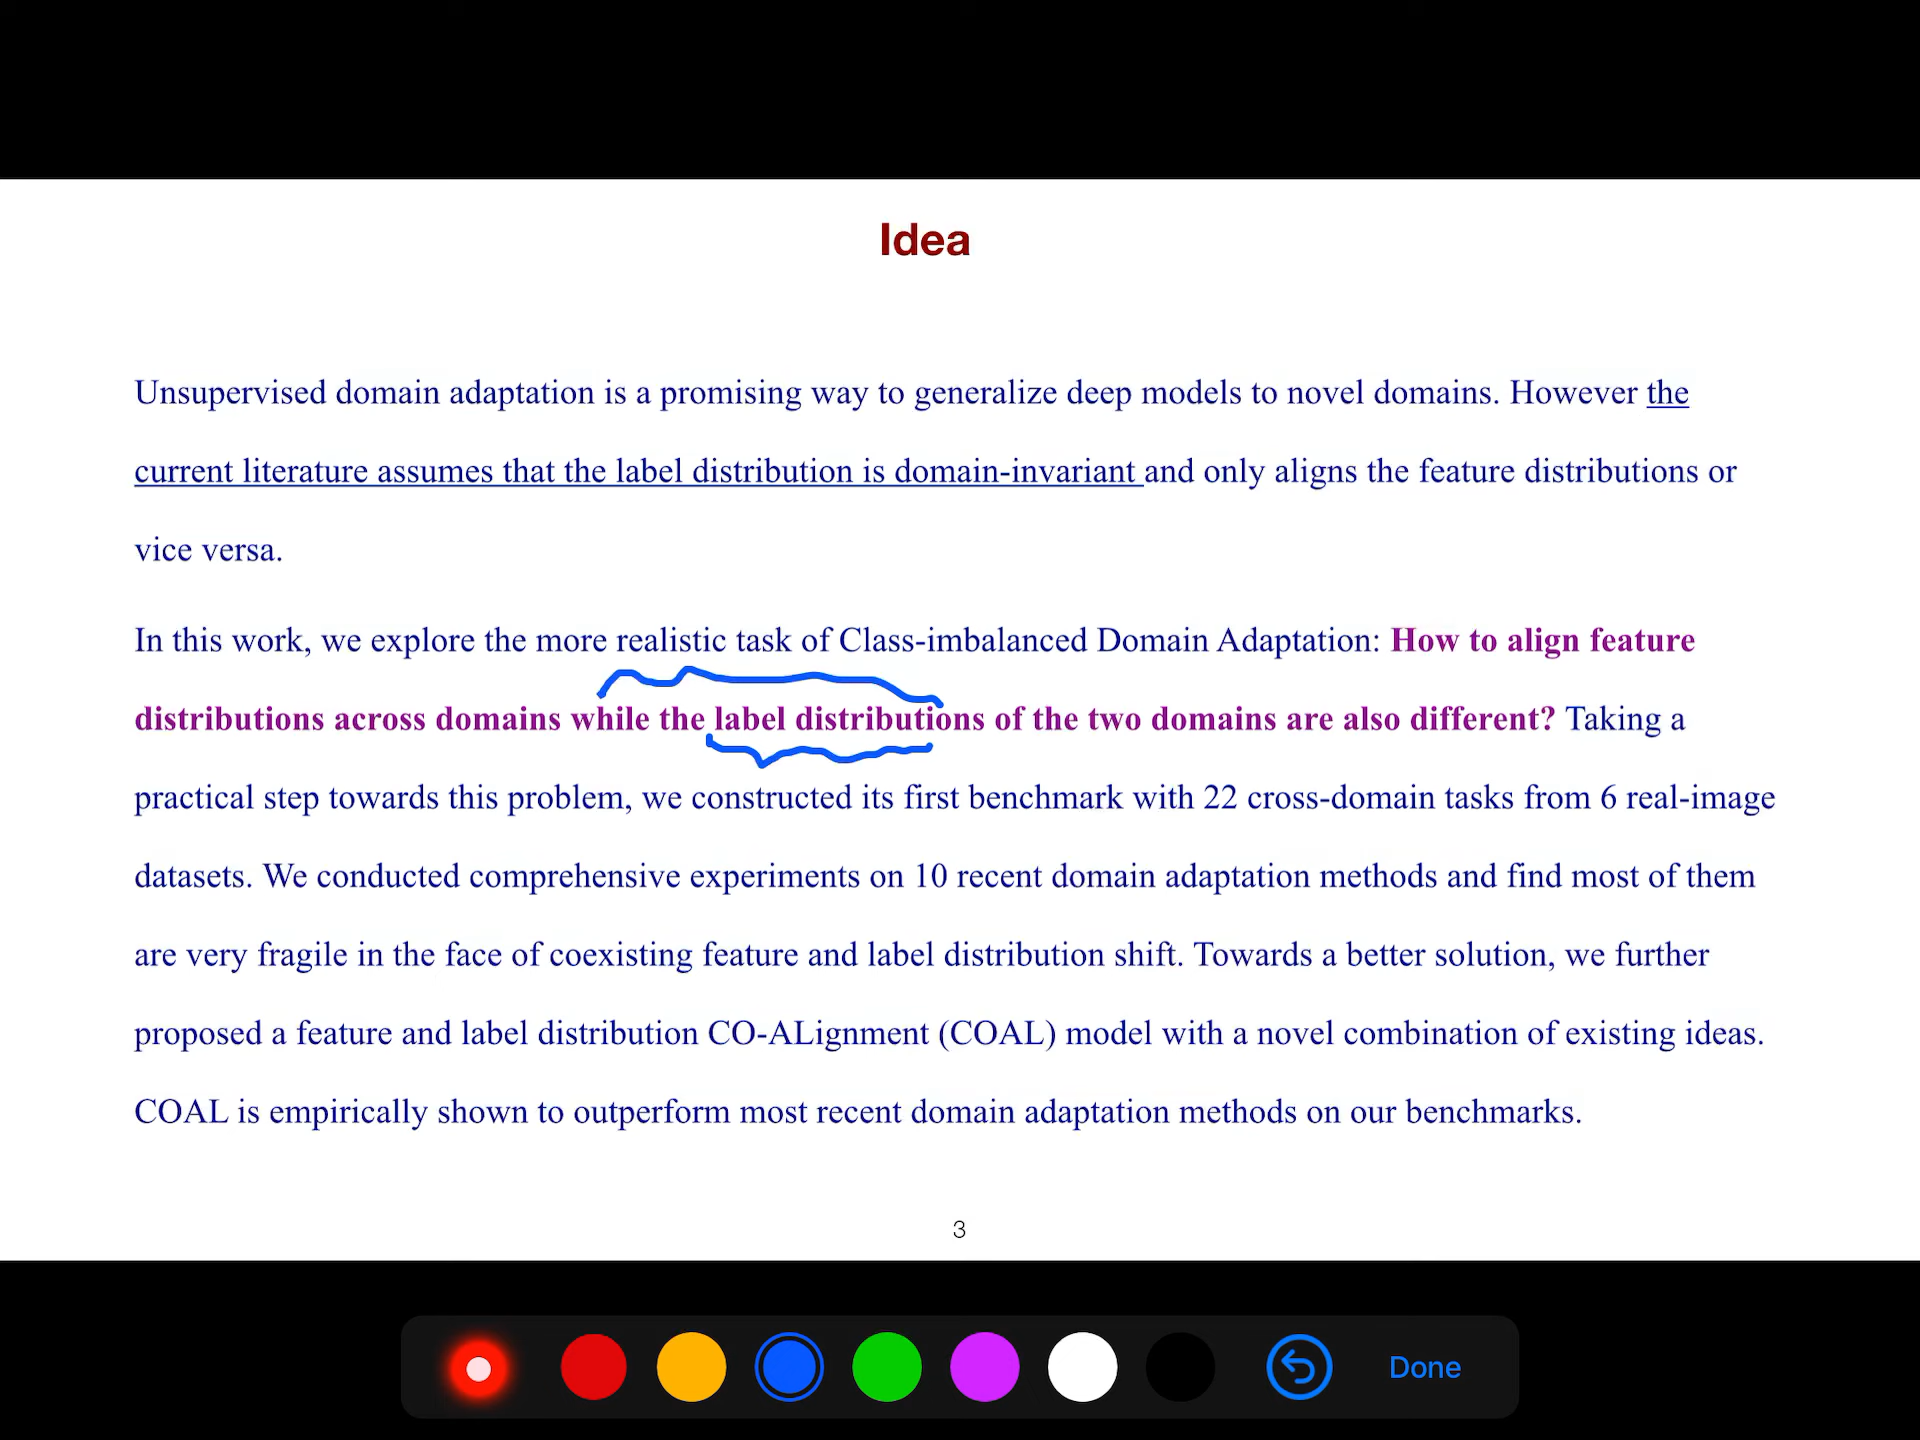 Idea
Unsupervised domain adaptation is a promising way to generalize deep models to novel domains. However the
current literature assumes that the label distribution is domain-invariant and only aligns the feature distributions or
vice versa.
In this work, we explore the more realistic task of Class-imbalanced Domain Adaptation: How to align feature
distributions across domains while the label distributions of the two domains are also different? Taking a
practical step towards this problem, we constructed its first benchmark with 22 cross-domain tasks from 6 real-image
datasets. We conducted comprehensive experiments on 10 recent domain adaptation methods and find most of them
are very fragile in the face of coexisting feature and label distribution shift. Towards a better solution, we further
proposed a feature and label distribution CO-ALignment (COAL) model with a novel combination of existing ideas.
COAL is empirically shown to outperform most recent domain adaptation methods on our benchmarks.
3
Done